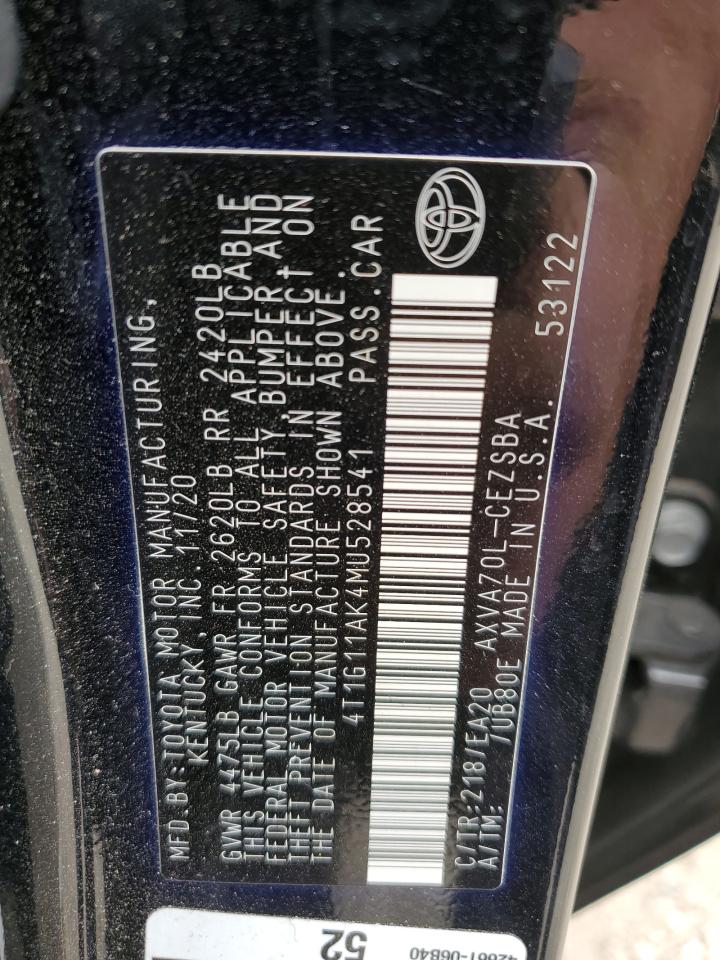 MFD.BY:TOYOTA MOTOR MANUFACTURING,
KENTUCKY, INC.11/20
GVWR 4475LB GAWR FR 2620LB RR 2420LB
THIS VEHICLE CONFORMS TO ALL APPLICABLE
FEDERAL MOTOR VEHICLE SAFETY,BUMPER,AND
THEFT PREVENTION STANDARDS IN EFFECT ON
THE DATE OF MANUFACTURE SHOWN ABOVE.
4T1G11AK4MU528541 PASS.CAR
C/TR:218/EA20 AXVA70L-CEZSBA
A/TM: /UB80E MADE IN U.S.A. 53122
52
42661-06B40